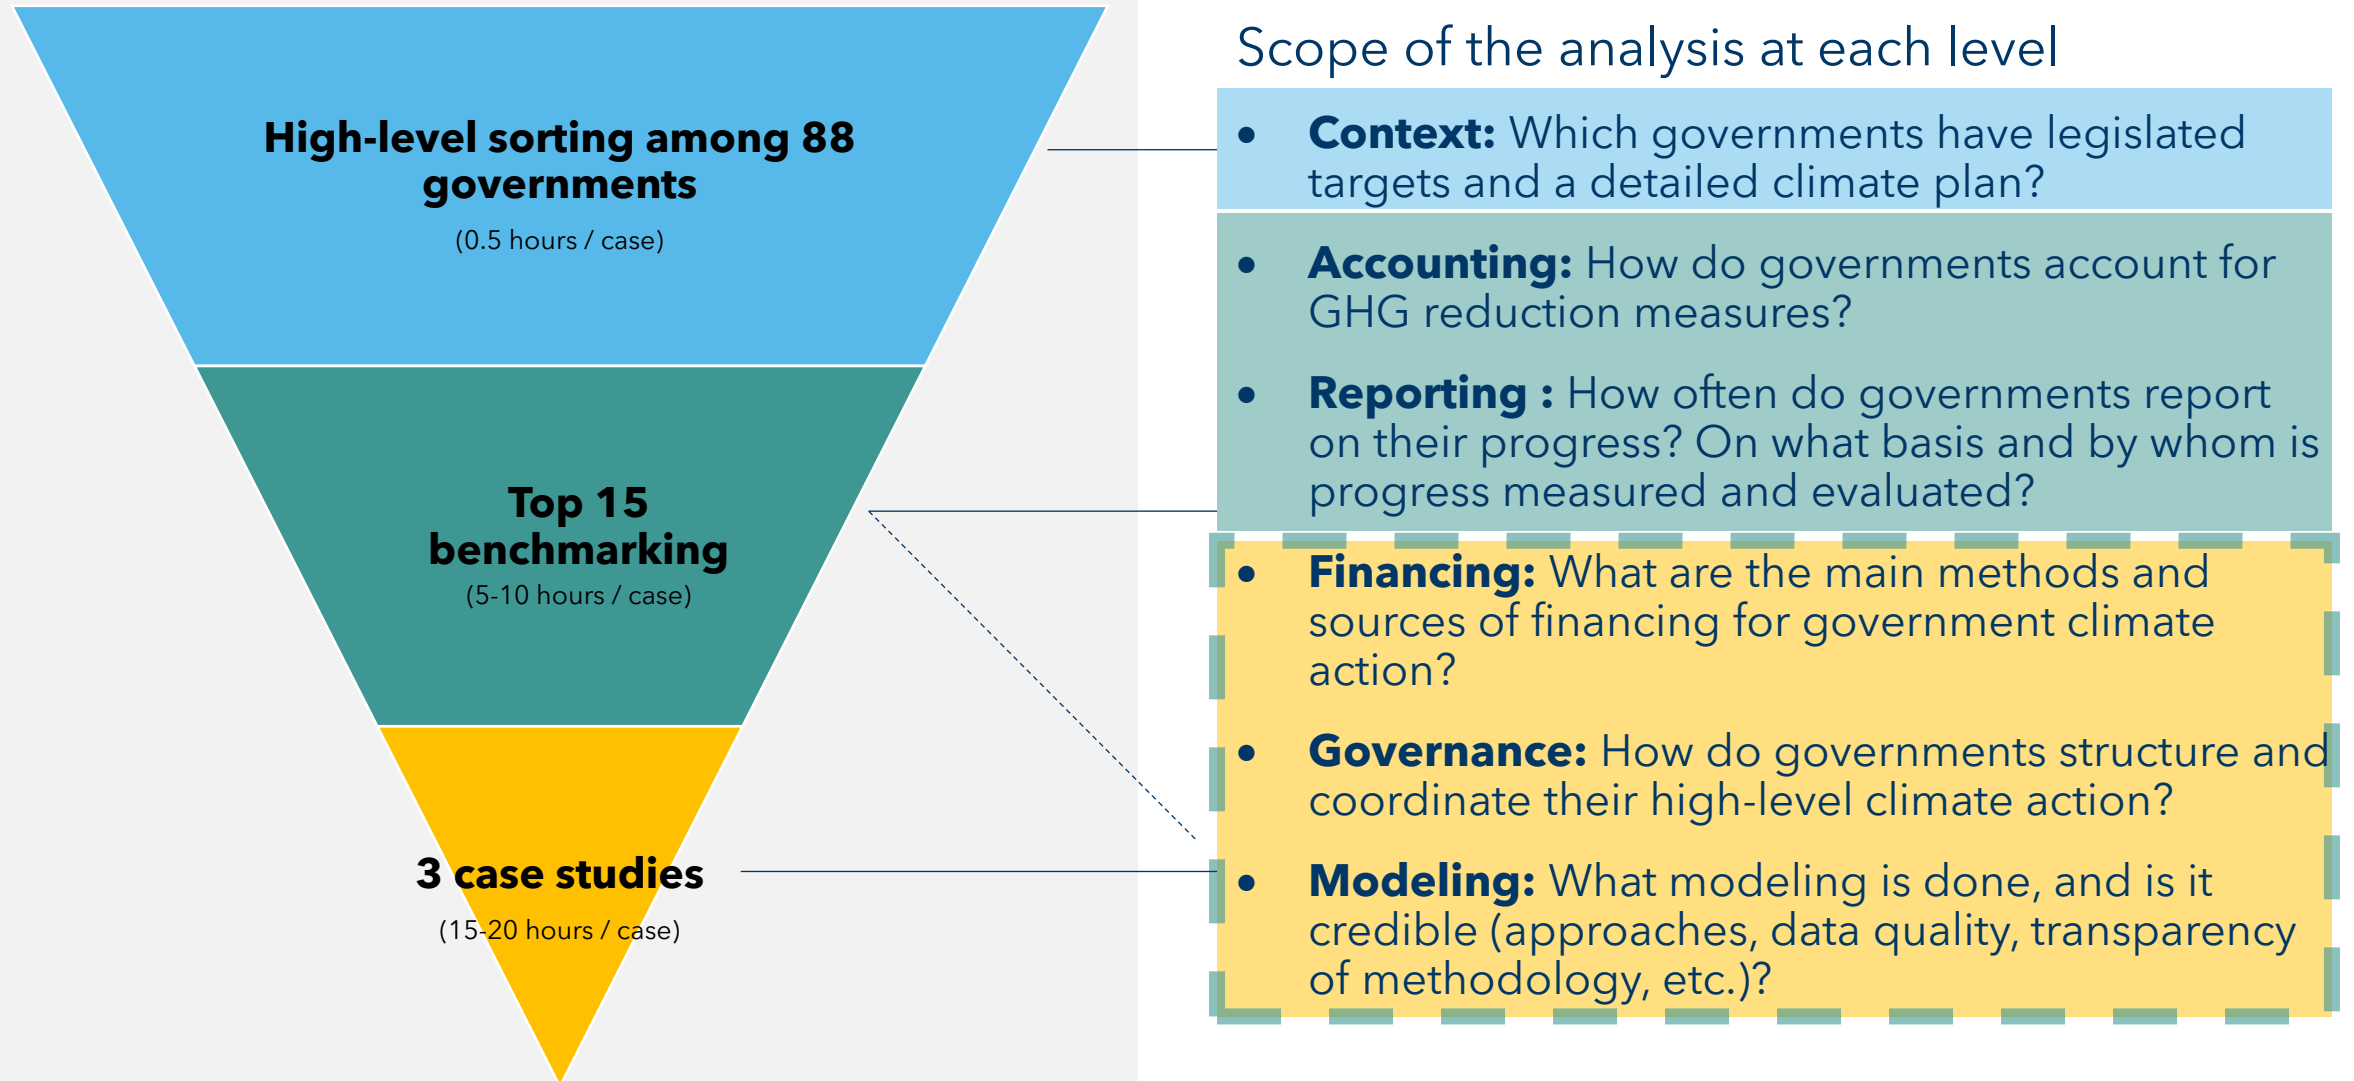 High-level sorting among 88
governments
(0.5 hours / case)
Top 15
benchmarking
(5-10 hours / case)
3 case studies
(15-20 hours / case)
Scope of the analysis at each level
• Context: Which governments have legislated
targets and a detailed climate plan?
• Accounting: How do governments account for
GHG reduction measures?
• Reporting : How often do governments report
on their progress? On what basis and by whom is
progress measured and evaluated?
• Financing: What are the main methods and
sources of financing for government climate
action?
• Governance: How do governments structure and
coordinate their high-level climate action?
• Modeling: What modeling is done, and is it
credible (approaches, data quality, transparency
of methodology, etc.)?